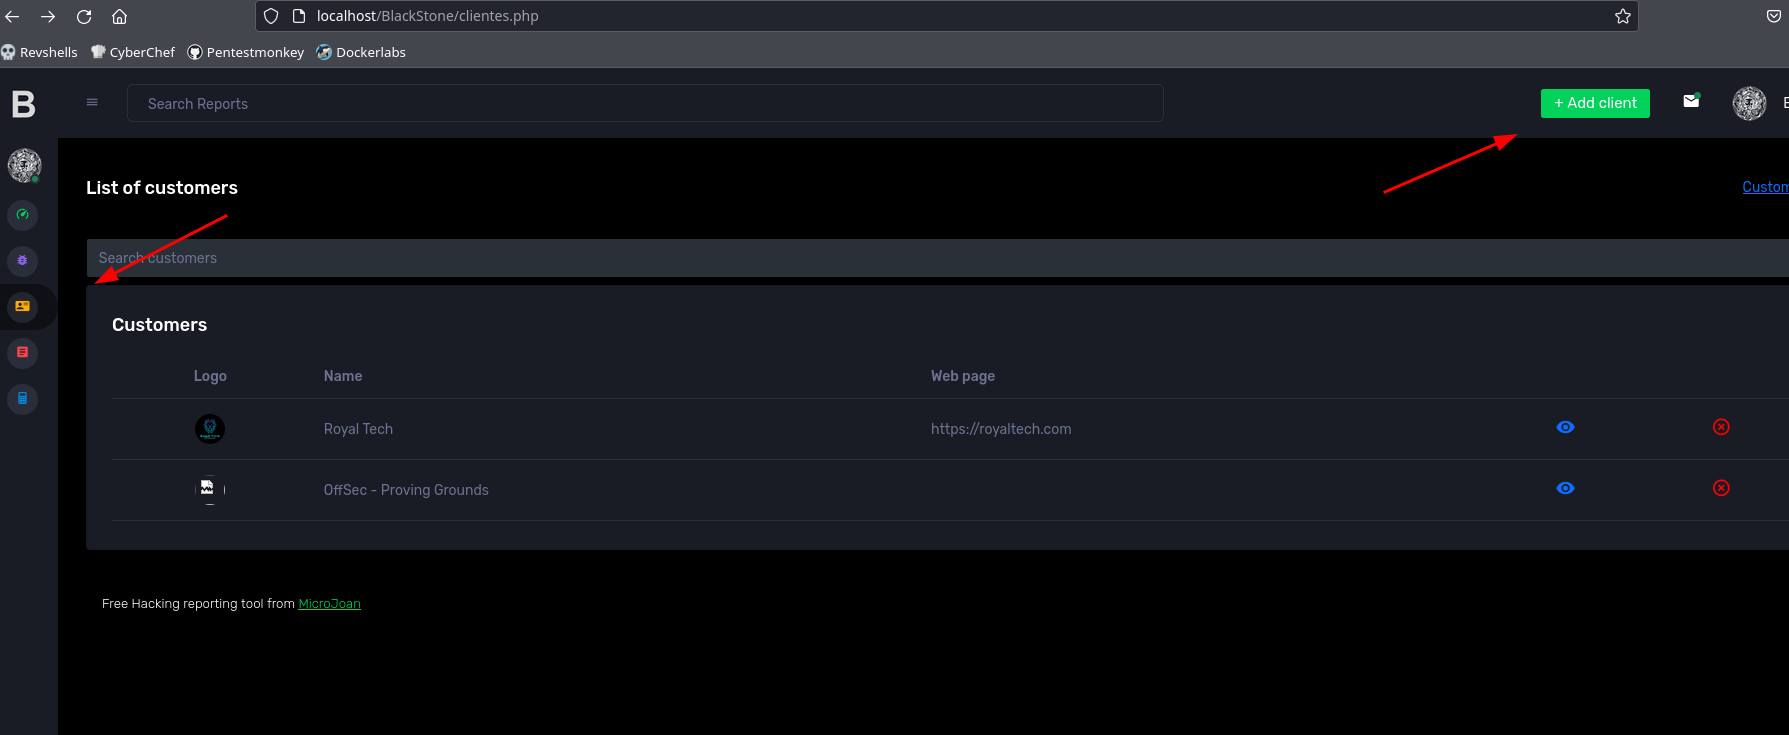 localhost/BlackStone/clientes.php
Revshells CyberChef Pentestmonkey Dockerlabs
B Search Reports + Add client
List of customers Custom
Search customers
Customers
Logo Name Web page
Royal Tech https://royaltech.com
OffSec - Proving Grounds
Free Hacking reporting tool from MicroJoan